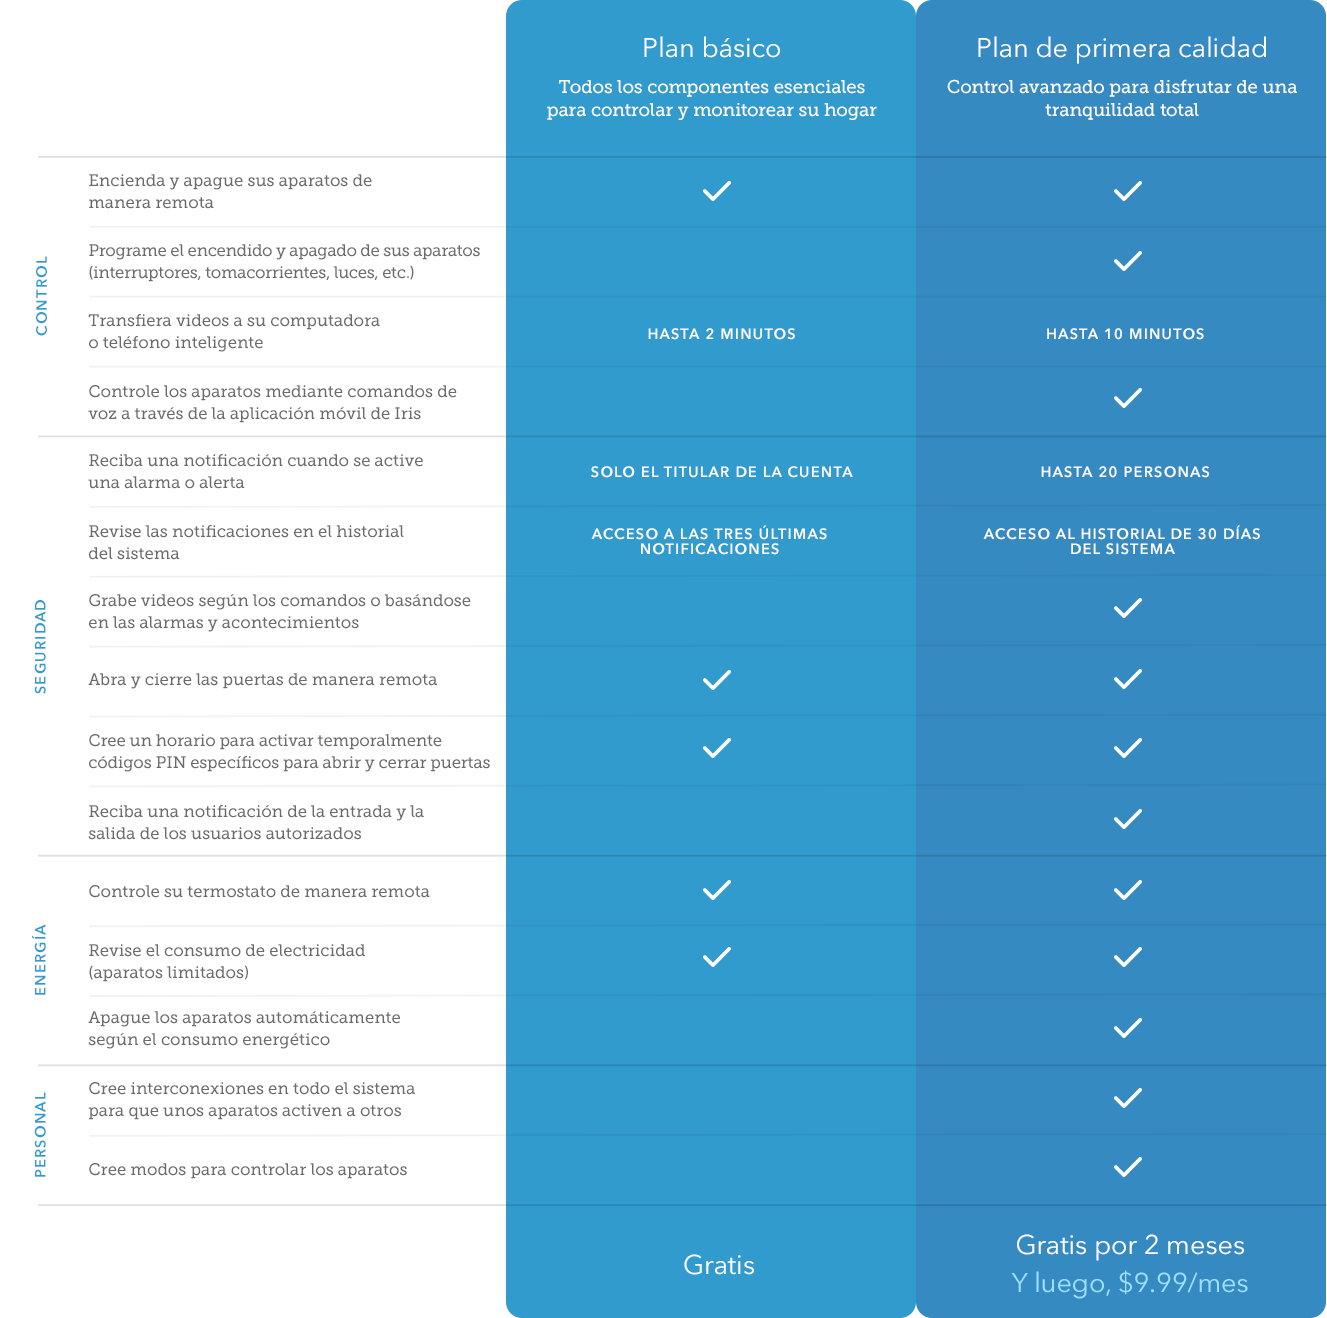 Plan básico
Todos los componentes esenciales
para controlar y monitorear su hogar
Plan de primera calidad
Control avanzado para disfrutar de una
tranquilidad total
CONTROL
Encienda y apague sus aparatos de
manera remota
Programe el encendido y apagado de sus aparatos
(interruptores, tomacorrientes, luces, etc.)
Transfiera videos a su computadora
o teléfono inteligente
HASTA 2 MINUTOS
HASTA 10 MINUTOS
Controle los aparatos mediante comandos de
voz a través de la aplicación móvil de Iris
SEGURIDAD
Reciba una notificación cuando se active
una alarma o alerta
SOLO EL TITULAR DE LA CUENTA
HASTA 20 PERSONAS
Revise las notificaciones en el historial
del sistema
ACCESO A LAS TRES ÚLTIMAS
NOTIFICACIONES
ACCESO AL HISTORIAL DE 30 DÍAS
DEL SISTEMA
Grabe videos según los comandos o basándose
en las alarmas y acontecimientos
Abra y cierre las puertas de manera remota
Cree un horario para activar temporalmente
códigos PIN específicos para abrir y cerrar puertas
Reciba una notificación de la entrada y la
salida de los usuarios autorizados
ENERGÍA
Controle su termostato de manera remota
Revise el consumo de electricidad
(aparatos limitados)
Apague los aparatos automáticamente
según el consumo energético
PERSONAL
Cree interconexiones en todo el sistema
para que unos aparatos activen a otros
Cree modos para controlar los aparatos
Gratis
Gratis por 2 meses
Y luego, $9.99/mes